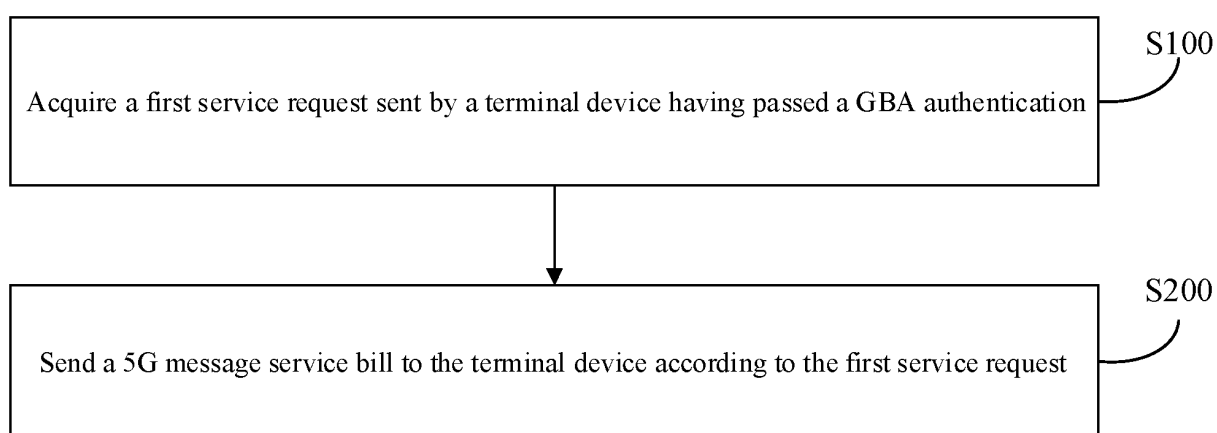 S100
Acquire a first service request sent by a terminal device having passed a GBA authentication
S200
Send a 5G message service bill to the terminal device according to the first service request